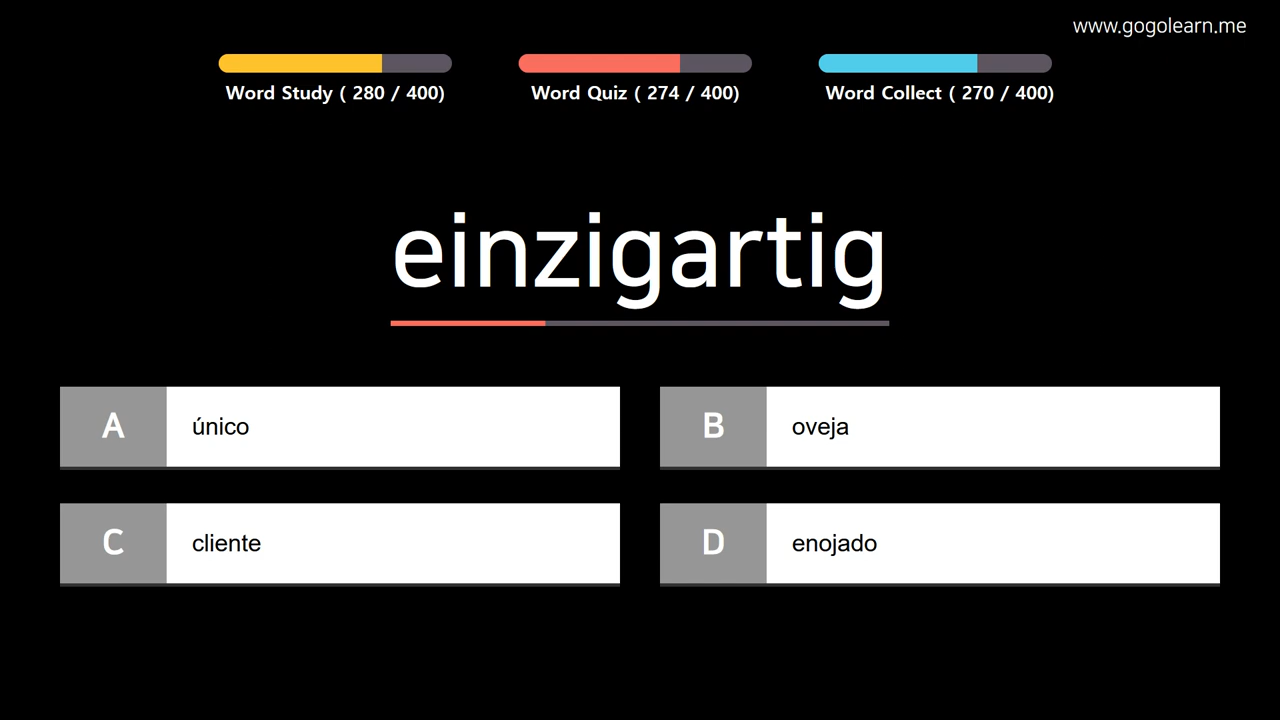 www.gogolearn.me
Word Study ( 280 / 400)
Word Quiz ( 274 / 400)
Word Collect ( 270 / 400)
einzigartig
A único
B oveja
C cliente
D enojado